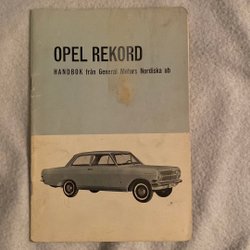 OPEL REKORD
HANDBOK från General Motors Nordiska ab